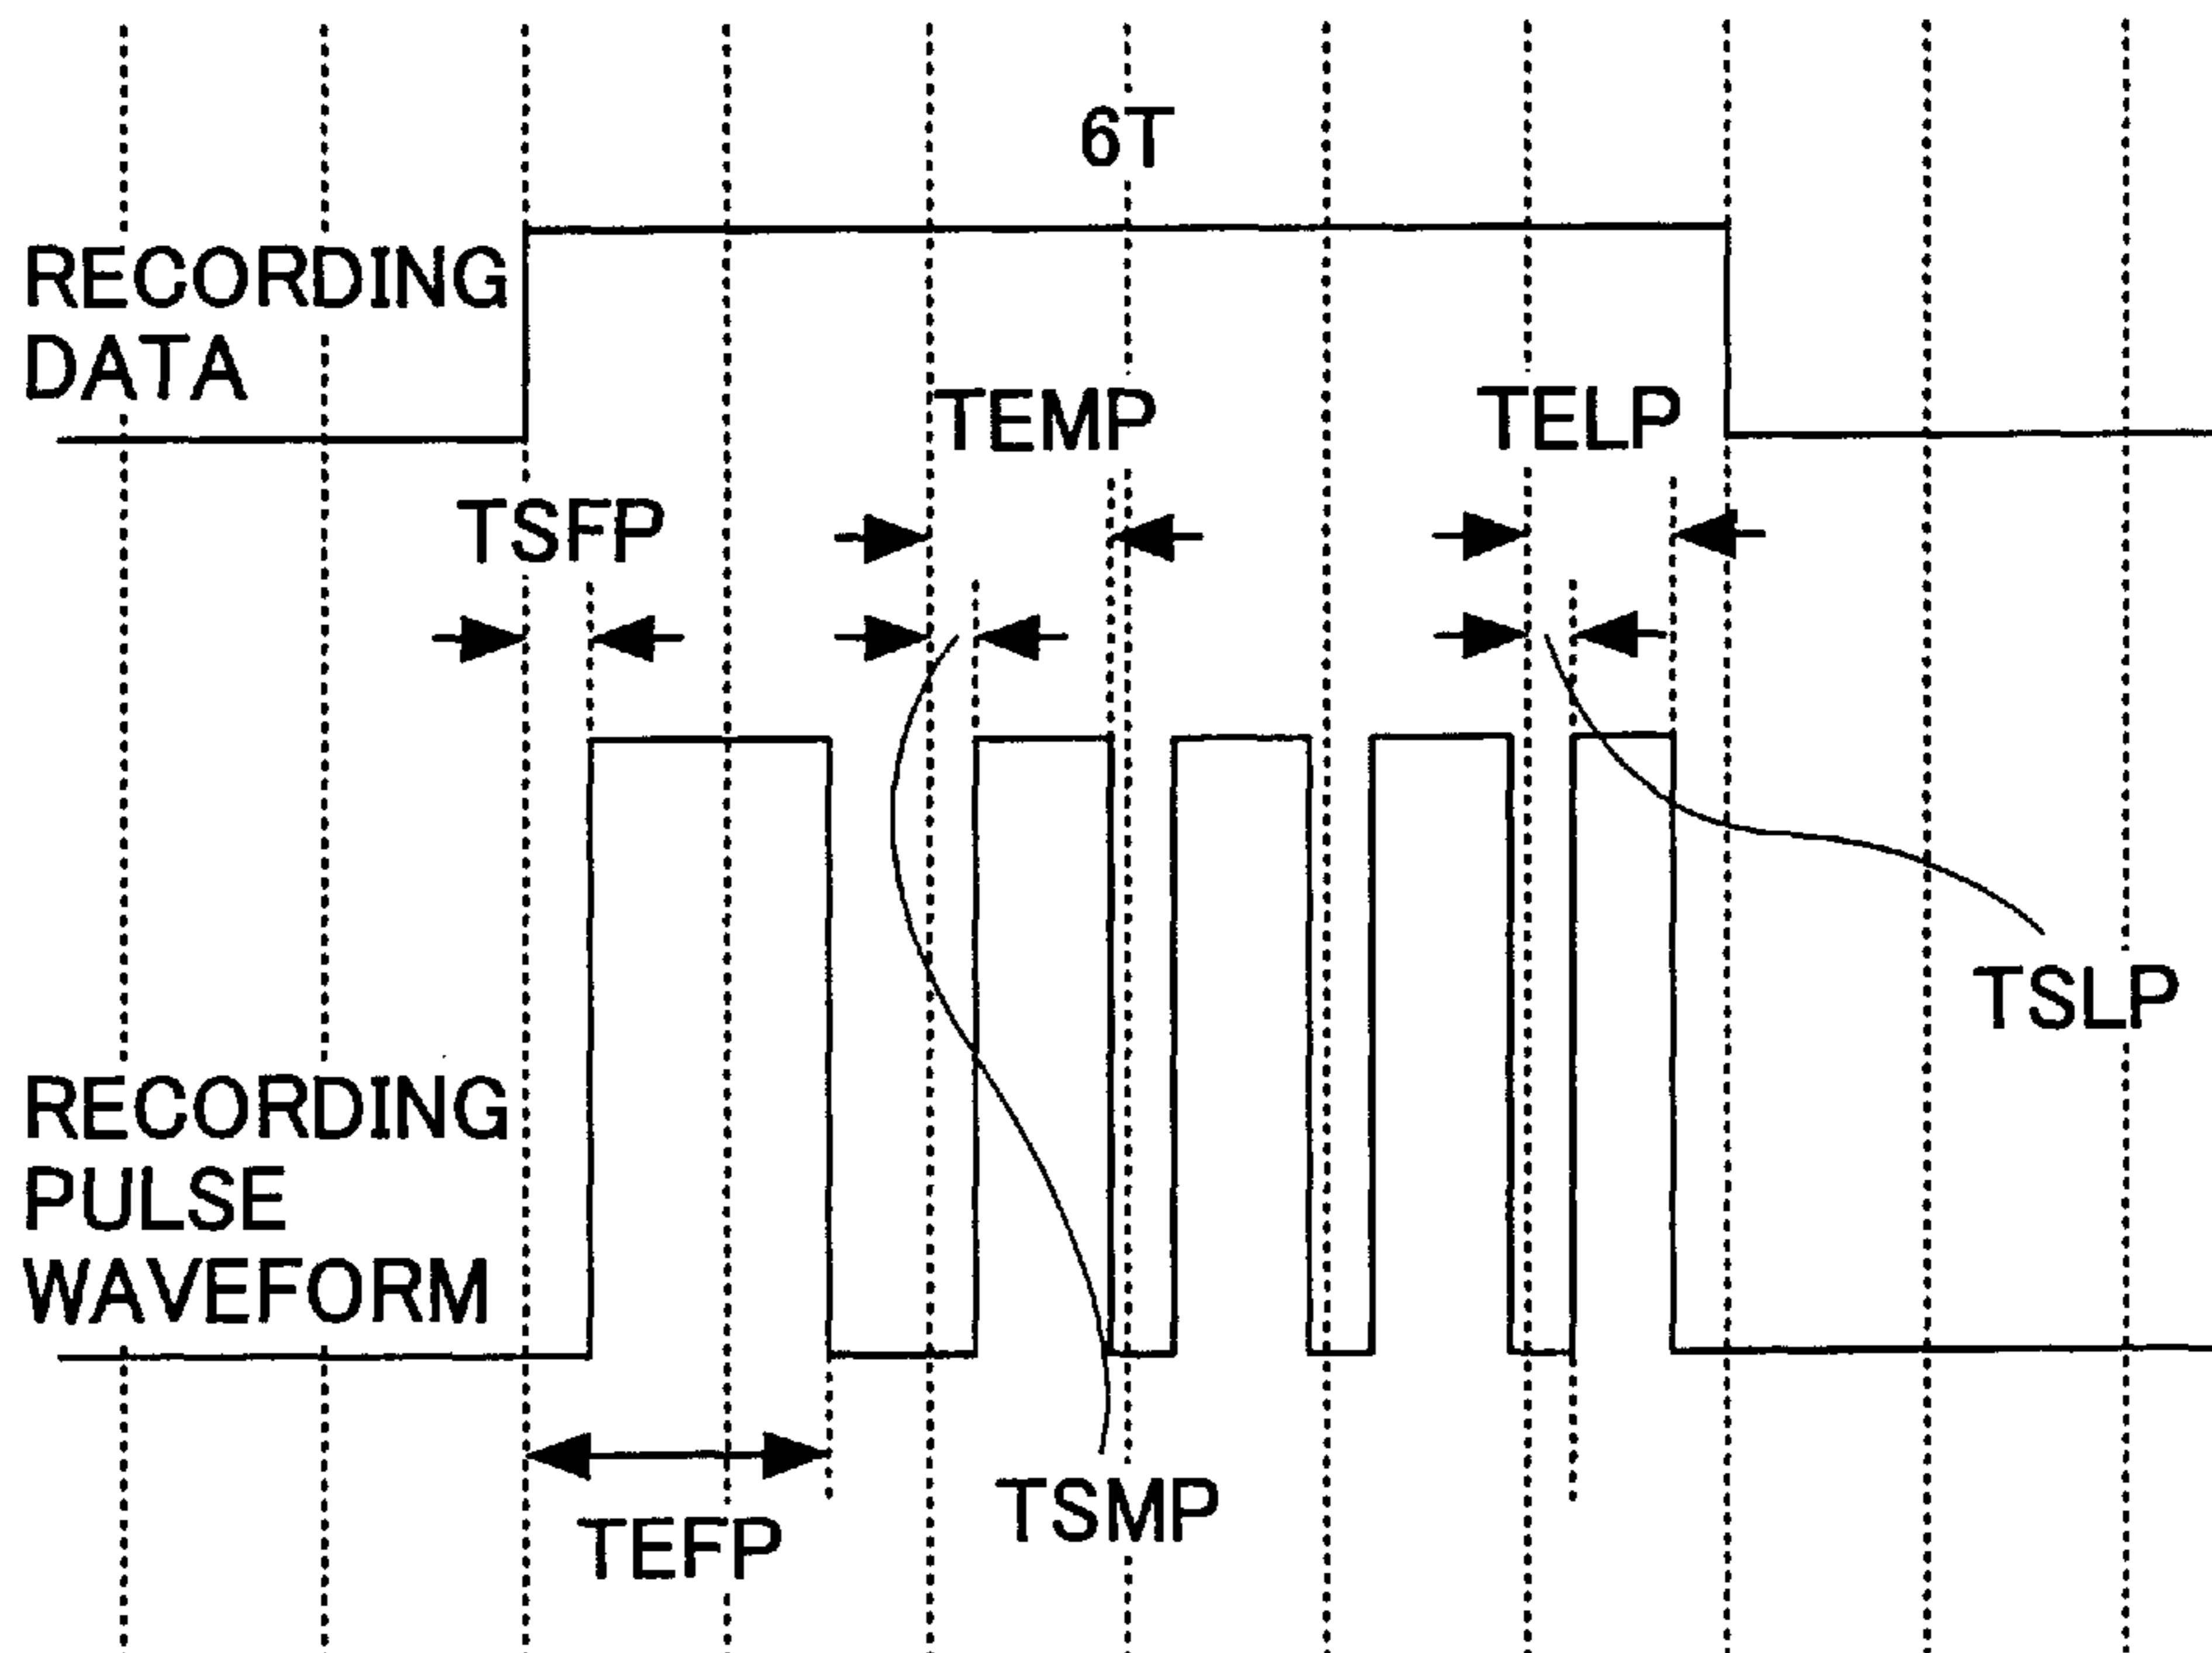 6T
RECORDING
DATA
TEMP
TELP
TSFP
TSLP
RECORDING
PULSE
WAVEFORM
TSMP
TEFP